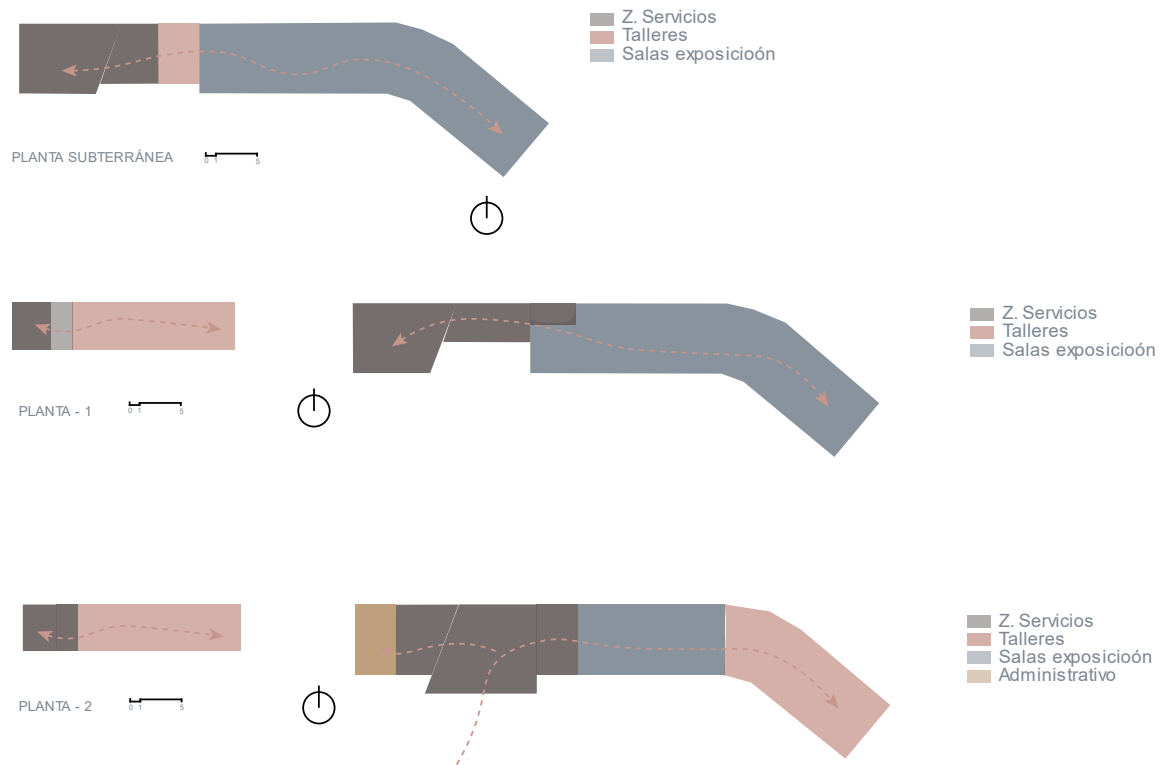 Z. Servicios
Talleres
Salas exposicioón
PLANTA SUBTERRÁNEA
0 1 5
Z. Servicios
Talleres
Salas exposicioón
PLANTA - 1
0 1 5
Z. Servicios
Talleres
Salas exposicioón
Administrativo
PLANTA - 2
0 1 5